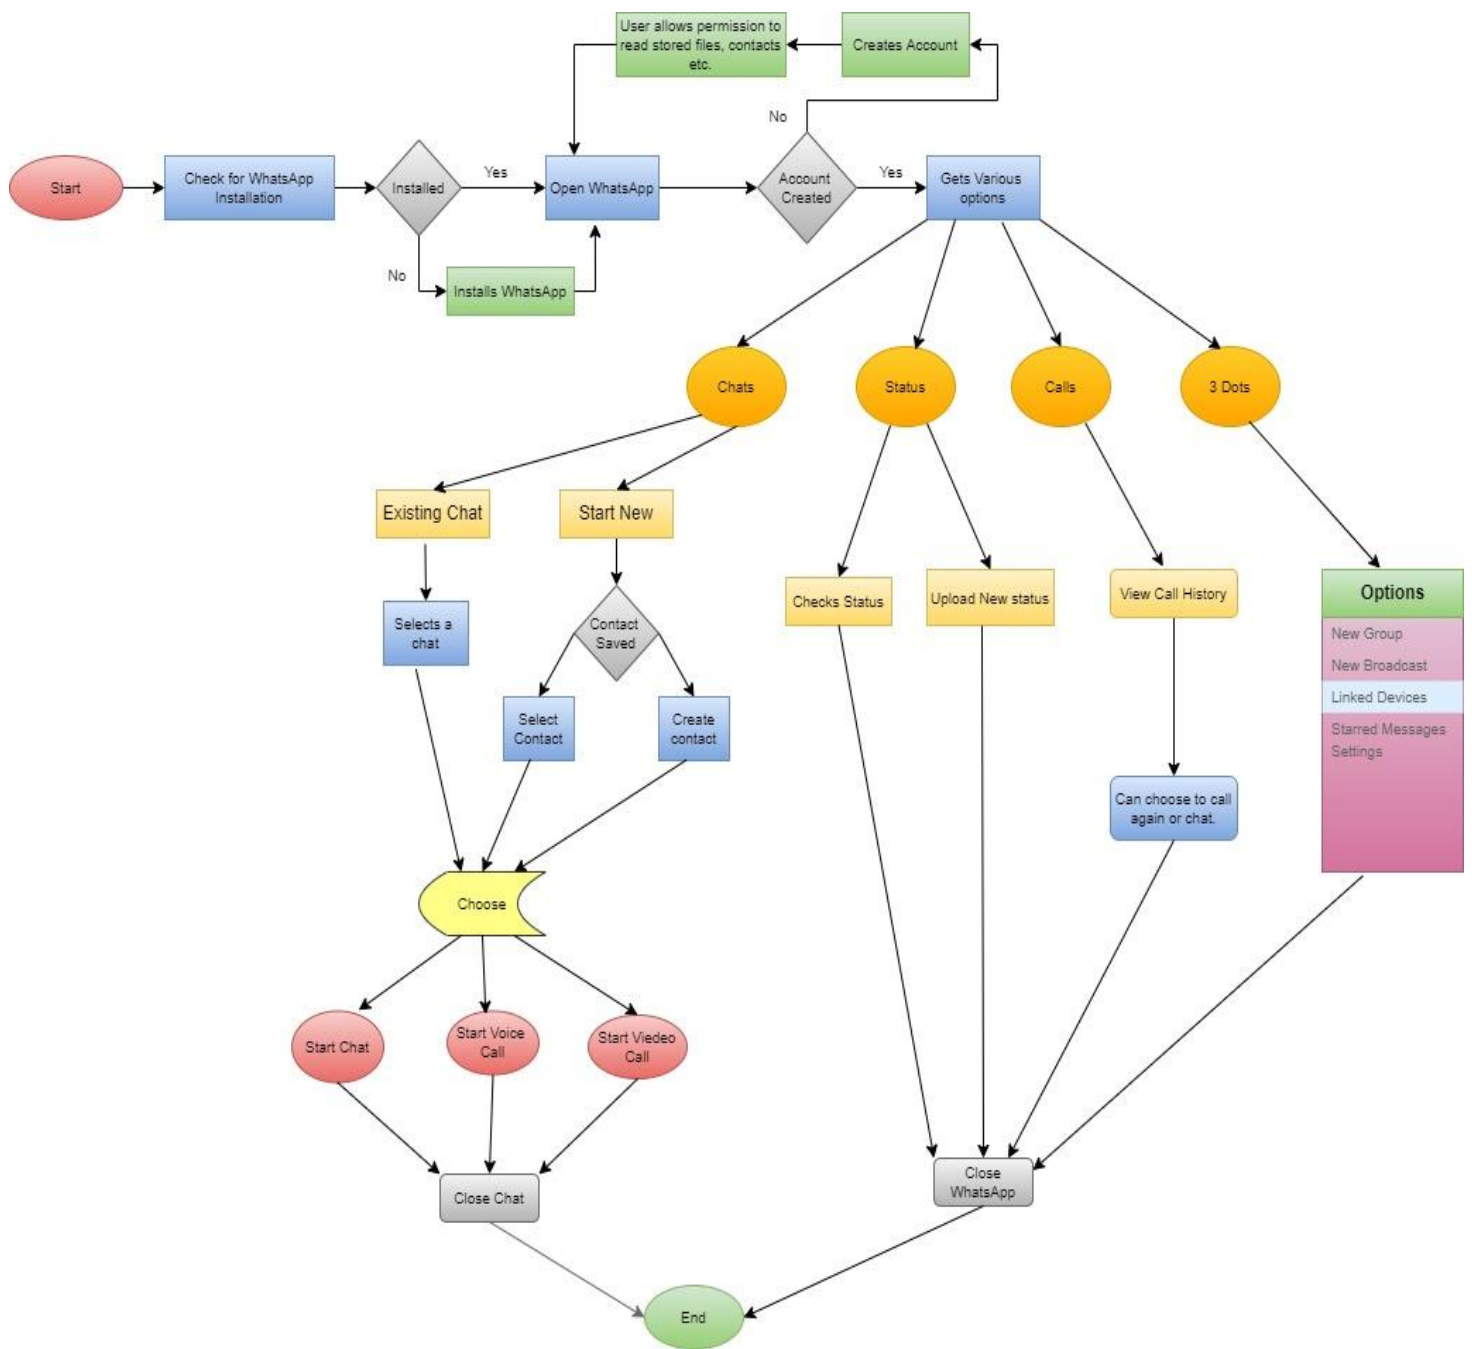 User allows permission to
read stored files, contacts
etc.
Creates Account
No
Start
Check for WhatsApp
Installation
Installed
Yes
Open WhatsApp
Account
Created
Yes
Gets Various
options
No
Installs WhatsApp
Chats
Status
Calls
3 Dots
Existing Chat
Start New
Checks Status
Upload New status
View Call History
Options
New Group
New Broadcast
Linked Devices
Starred Messages
Settings
Selects a
chat
Contact
Saved
Select
Contact
Create
contact
Can choose to call
again or chat.
Choose
Start Chat
Start Voice
Call
Start Viedeo
Call
Close Chat
Close
WhatsApp
End